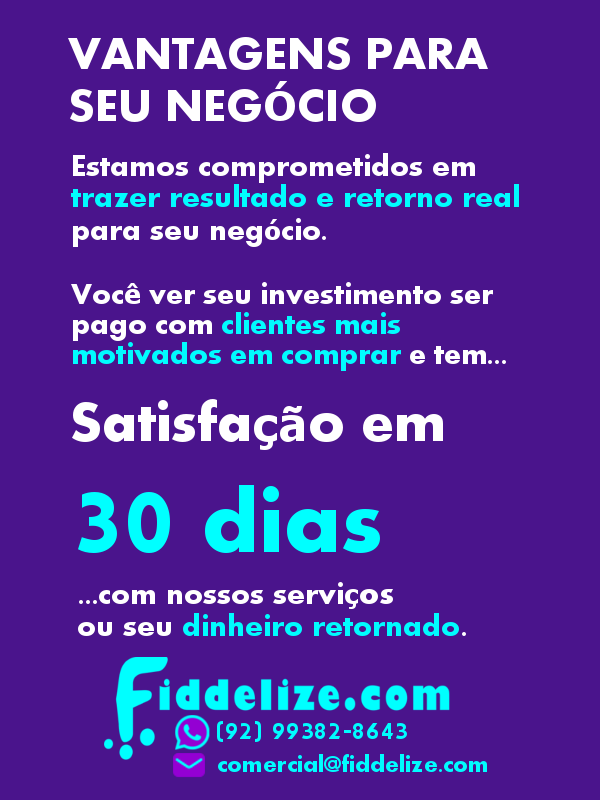 VANTAGENS PARA
SEU NEGÓCIO
Estamos comprometidos em
trazer resultado e retorno real
para seu negócio.
Você ver seu investimento ser
pago com clientes mais
motivados em comprar e tem...
Satisfação em
30 dias
...com nossos serviços
ou seu dinheiro retornado.
Fiddelize.com
(92) 99382-8643
comercial@fiddelize.com